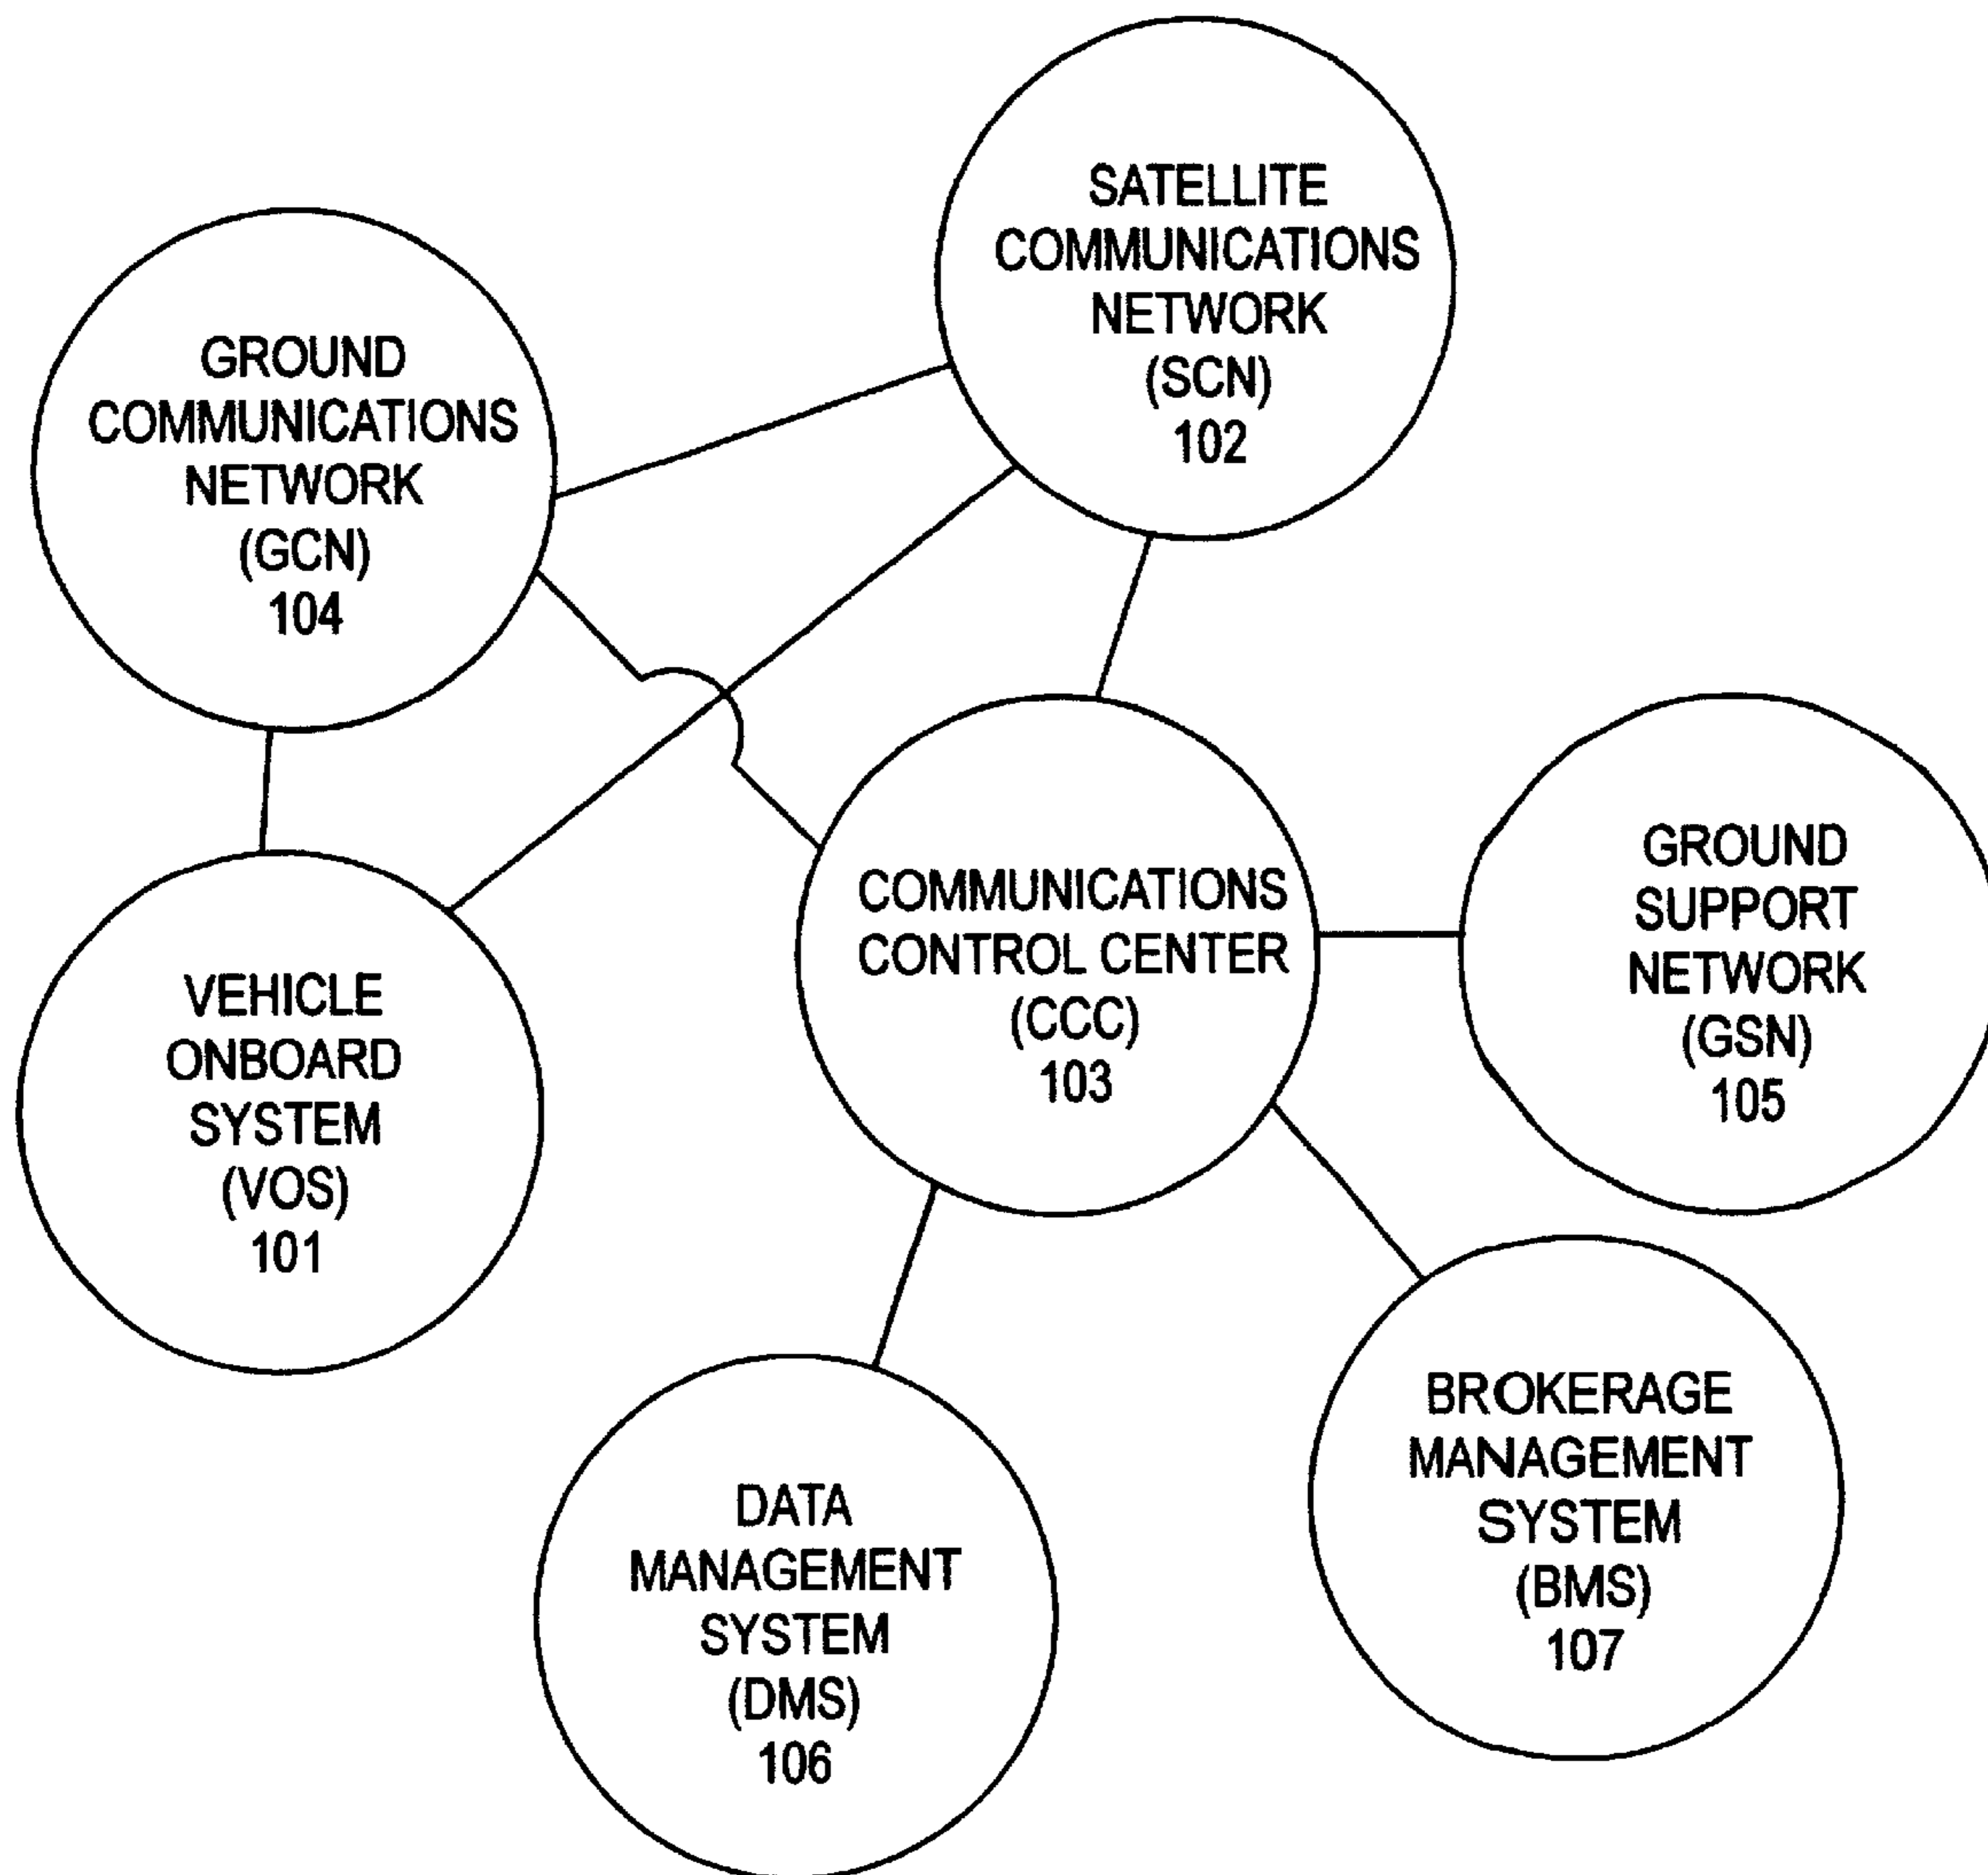 SATELLITE
COMMUNICATIONS
NETWORK
(SCN)
102
GROUND
COMMUNICATIONS
NETWORK
(GCN)
104
COMMUNICATIONS
CONTROL CENTER
(CCC)
103
GROUND
SUPPORT
NETWORK
(GSN)
105
VEHICLE
ONBOARD
SYSTEM
(VOS)
101
BROKERAGE
MANAGEMENT
SYSTEM
(BMS)
107
DATA
MANAGEMENT
SYSTEM
(DMS)
106